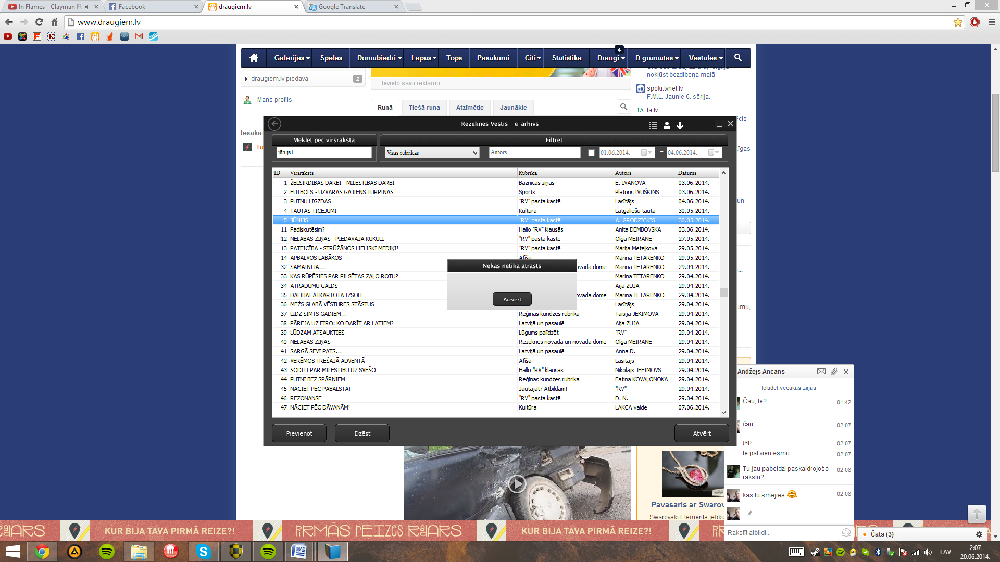 In Flames - Clayman Fl
Facebook
draugiem.lv
Google Translate
www.draugiem.lv
Galerijas
Spēles
Domubiedri
Lapas
Tops
Pasākumi
Citi
Statistika
Draugi
4
D-grāmatas
Vēstules
draugiem.lv piedāvā
2
Mans profils
Ievieto savu reklāmu
Runā
Tiešā runa
Atzīmētie
Jaunākie
nokļūst bezdibeņa malā
spoki.tvnet.lv
F.M.L. Jaunie 6. sērija.
LA la.lv
Rēzeknes Vēstis - e-arhīvs
Meklēt pēc virsraksta
Filtrēt
jūnijs1
Visas rubrikas
Autors
01.06.2014.
–
04.06.2014.
ID Virsraksts Rubrika Autors Datums
1 ŽĒLSIRDĪBAS DARBI - MĪLESTĪBAS DARBI Baznīcas ziņas E. IVANOVA 03.06.2014.
2 FUTBOLS - UZVARAS GĀJIENS TURPINĀS Sports Platons IVUŠKINS 03.06.2014.
3 PUTNU LIGZDAS "RV" pasta kastē Lasītājs 04.06.2014.
4 TAUTAS TICĒJUMI Kultūra Latgaliešu tauta 30.05.2014.
5 JŪNIJS "RV" pasta kastē A. GRODZICKIS 30.05.2014.
11 Padiskutēsim? Hallo "RV" klausās Anita DEMBOVSKA 03.06.2014.
12 NELABAS ZIŅAS - PIEDĀVĀJA KUKULI "RV" pasta kastē Olga MEIRĀNE 27.05.2014.
13 PATEICĪBA - STRŪŽĀNOS LIELISKI MEDIĶI! "RV" pasta kastē Marija Meteļkova 29.05.2014.
14 APBALVOS LABĀKOS Afiša Marina TETARENKO 29.05.2014.
32 SAMAINĪJA... ovada domē Marina TETARENKO 29.04.2014.
33 KAS RŪPĒSIES PAR PILSĒTAS ZAĻO ROTU? Marina TETARENKO 29.04.2014.
34 ATRADUMU GALDS Aija ZUJA 29.04.2014.
35 DALĪBAI ATKĀRTOTĀ IZSOLĒ ovada domē Marina TETARENKO 29.04.2014.
36 MEŽS GLABĀ VĒSTURES STĀSTUS Lasītājs 29.04.2014.
37 LĪDZ SIMTS GADIEM... Reģīnas kundzes rubrika Taisija JEKIMOVA 29.04.2014.
38 PĀREJA UZ EIRO: KO DARĪT AR LATIEM? Latvijā un pasaulē Aija ZUJA 29.04.2014.
39 LŪDZAM ATSAUKTIES Lūgums palīdzēt "RV" 29.04.2014.
40 NELABAS ZIŅAS Rēzeknes novadā un novada domē Olga MEIRĀNE 29.04.2014.
41 SARGĀ SEVI PATS... Latvijā un pasaulē Anna D. 29.04.2014.
42 VERĒMOS TREŠAJĀ ADVENTĀ Afiša Lasītājs 29.04.2014.
43 SODĪTI PAR MĪLESTĪBU UZ SVEŠO Hallo "RV" klausās Nikolajs JEFIMOVS 29.04.2014.
44 PUTNI BEZ SPĀRNIEM Reģīnas kundzes rubrika Fatina KOVAĻONOKA 29.04.2014.
45 NĀCIET PĒC PABALSTA! Jautājat? Atbildam! "RV" 29.04.2014.
46 REZONANSE "RV" pasta kastē D. N. 29.04.2014.
47 NĀCIET PĒC DĀVANĀM! Kultūra LAKCA valde 07.06.2014.
Nekas netika atrasts
Aizvērt
Pievienot
Dzēst
Atvērt
Andžejs Ancāns
Ielādēt vecākas ziņas
Čau, te?
01:42
čau
02:07
jap
02:07
te pat vien esmu
02:07
Tu jau pabeidzi paskaidrojošo
rakstu?
02:08
kas tu smejies
02:08
Rakstīt atbildi...
Pavasaris ar Swarov
Swarovski Elements jebku
KUR BIJA TAVA PIRMĀ REIZE?!
PIRMĀS REIZES RADARS
KUR BIJA TAVA PIRMĀ REIZE?!
Čats (3)
LAV
2:07
20.06.2014.